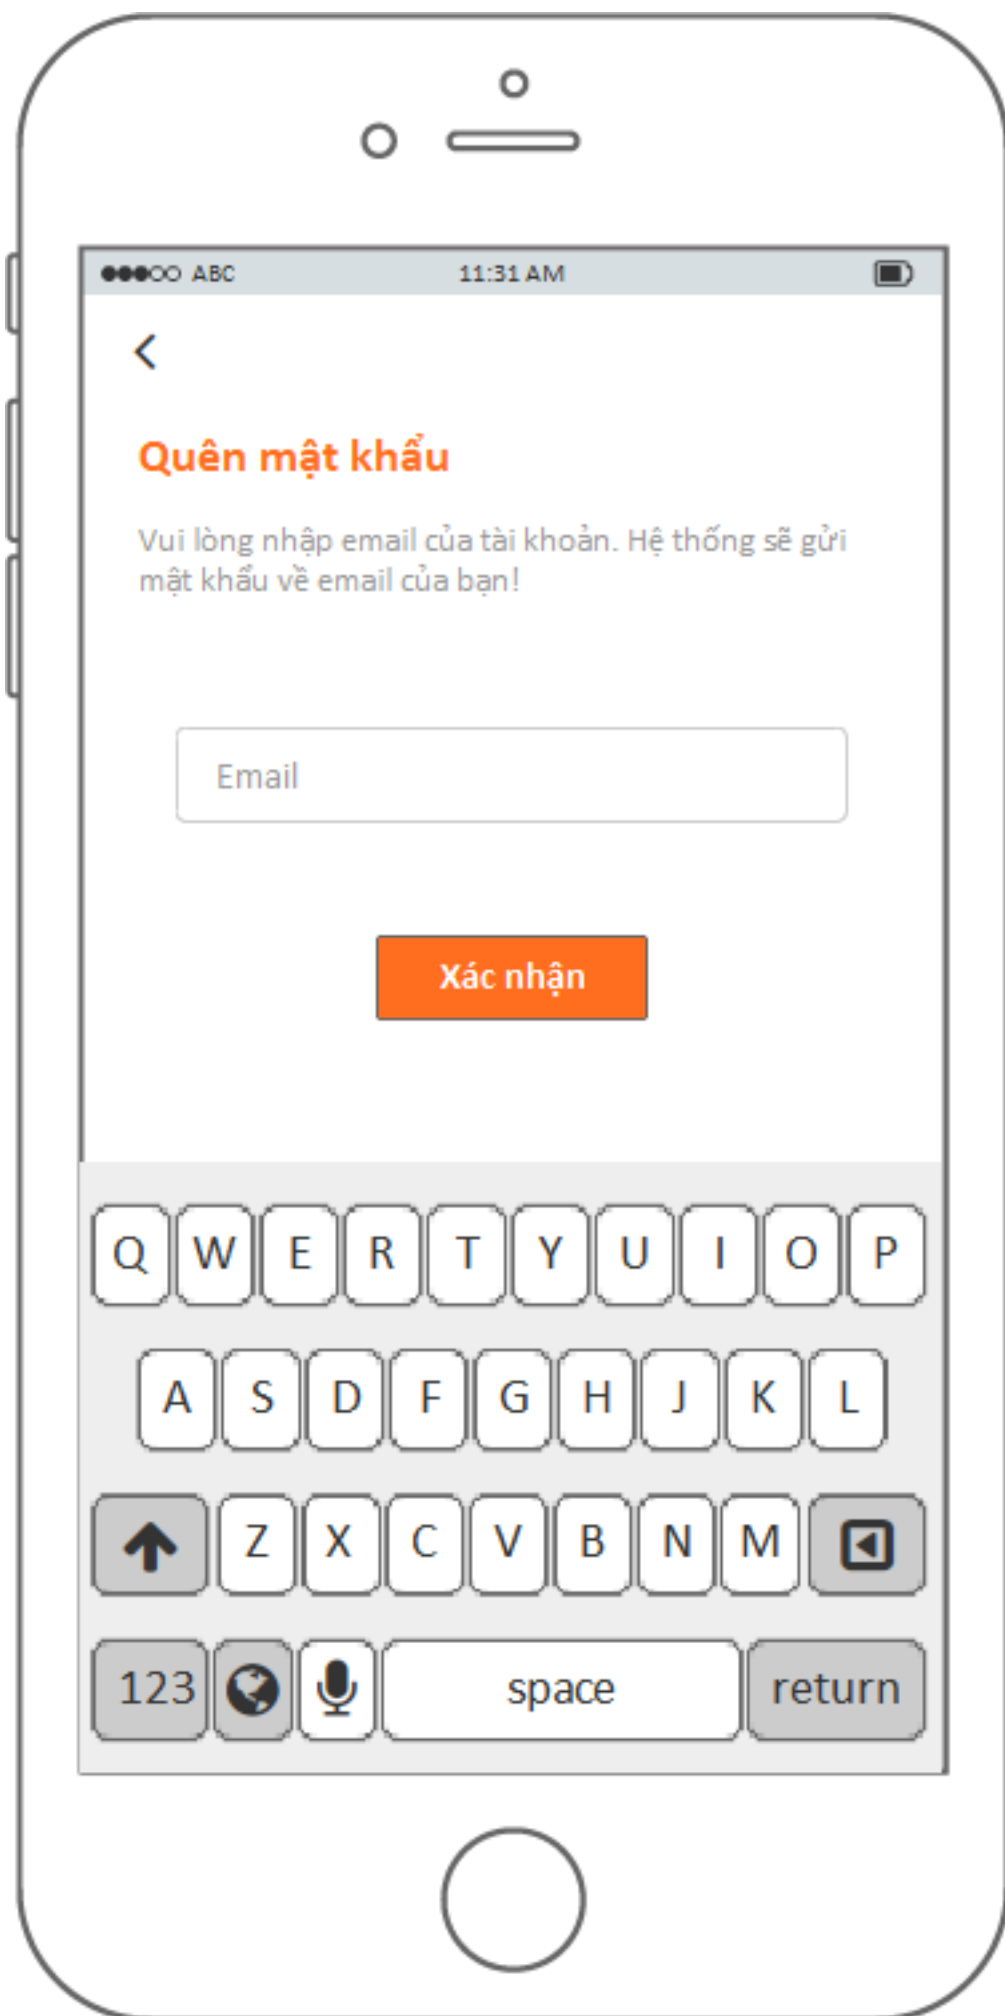 ABC 11:31 AM
Quên mật khẩu
Vui lòng nhập email của tài khoản. Hệ thống sẽ gửi
mật khẩu về email của bạn!
Email
Xác nhận
Q W E R T Y U I O P
A S D F G H J K L
Z X C V B N M
123 space return